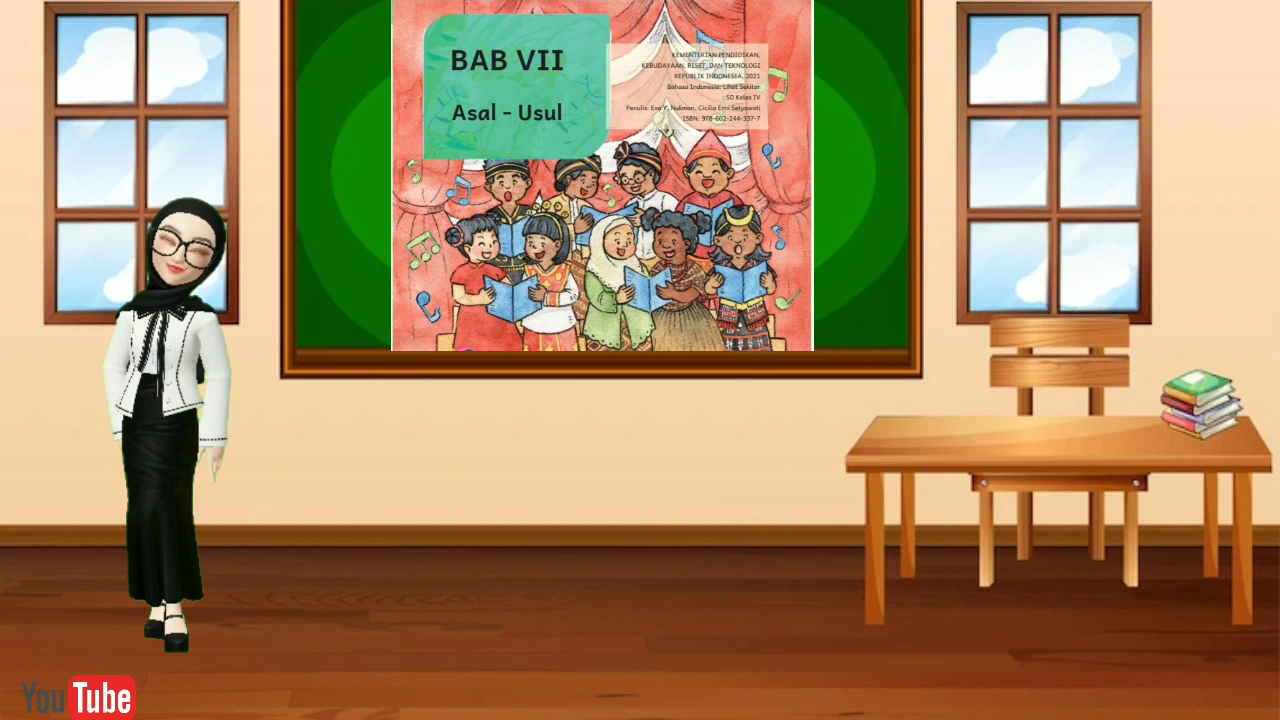 BAB VII
Asal - Usul
KEMENTERIAN PENDIDIKAN,
KEBUDAYAAN, RISET, DAN TEKNOLOGI
REPUBLIK INDONESIA, 2021
Bahasa Indonesia: Lihat Sekitar
SD Kelas IV
Penulis: Eva Y. Nukman, Cicilia Erni Setyowati
ISBN: 978-602-244-337-7
YouTube